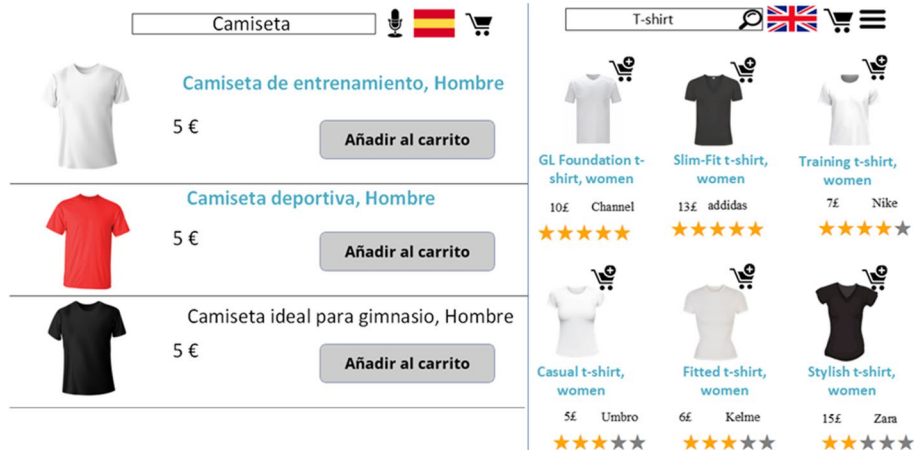 Camiseta
Camiseta de entrenamiento, Hombre
5 €
Añadir al carrito
Camiseta deportiva, Hombre
5 €
Añadir al carrito
Camiseta ideal para gimnasio, Hombre
5 €
Añadir al carrito
T-shirt
GL Foundation t-
shirt, women
10£ Channel
Slim-Fit t-shirt,
women
13£ addidas
Training t-shirt,
women
7£ Nike
Casual t-shirt,
women
5£ Umbro
Fitted t-shirt,
women
6£ Kelme
Stylish t-shirt,
women
15£ Zara